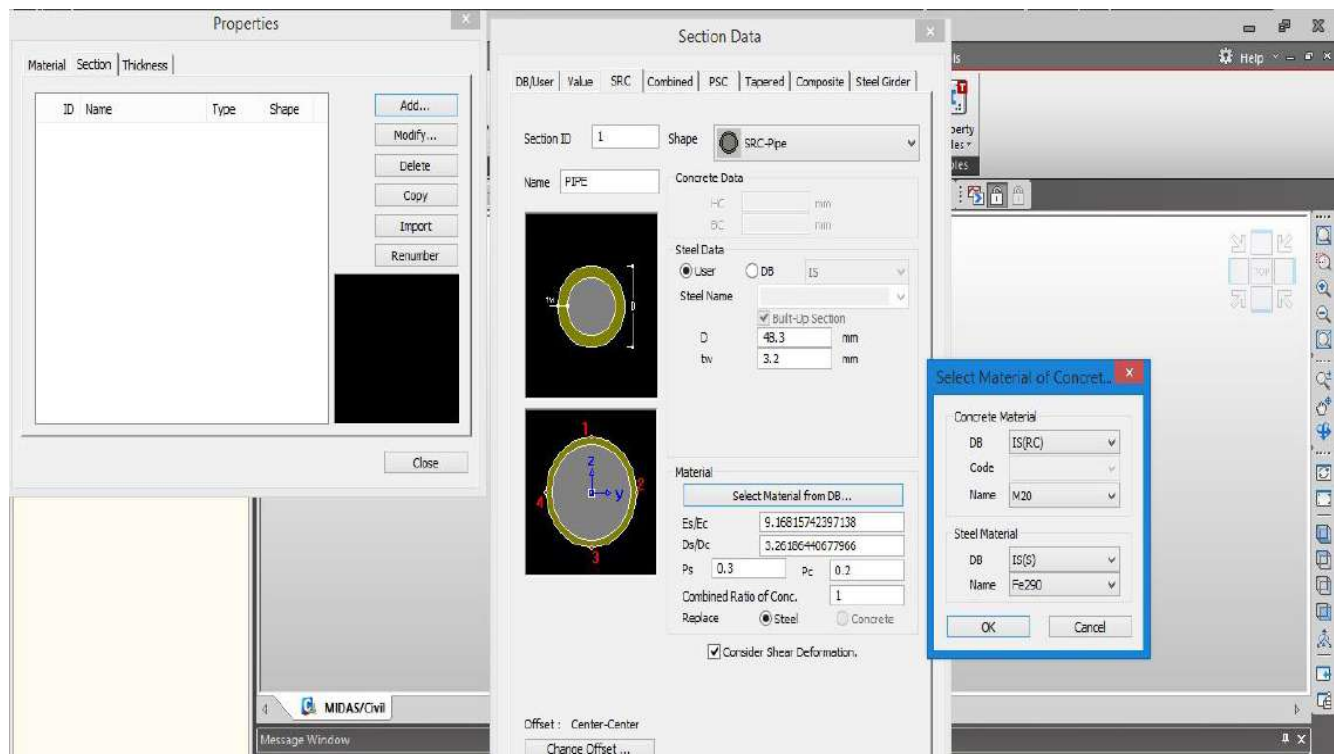 Properties
x
Material Section Thickness
ID Name Type Shape
Add...
Modify...
Delete
Copy
Import
Renumber
Close
Section Data
x
DB/User Value SRC Combined PSC Tapered Composite Steel Girder
Section ID 1 Shape SRC-Pipe
Name PIPE
Concrete Data
HC mm
BC mm
Steel Data
User DB IS
Steel Name
Built-Up Section
D 48.3 mm
tw 3.2 mm
tw D
1
z
y
2
4
3
Material
Select Material from DB...
Es/Ec 9.16815742397138
Ds/Dc 3.26186440677966
Ps 0.3 Pc 0.2
Combined Ratio of Conc. 1
Replace Steel Concrete
Consider Shear Deformation.
Offset : Center-Center
Change Offset ...
Select Material of Concret...
x
Concrete Material
DB IS(RC)
Code
Name M20
Steel Material
DB IS(S)
Name Fe290
OK Cancel
Help
TOP
MIDAS/Civil
Message Window